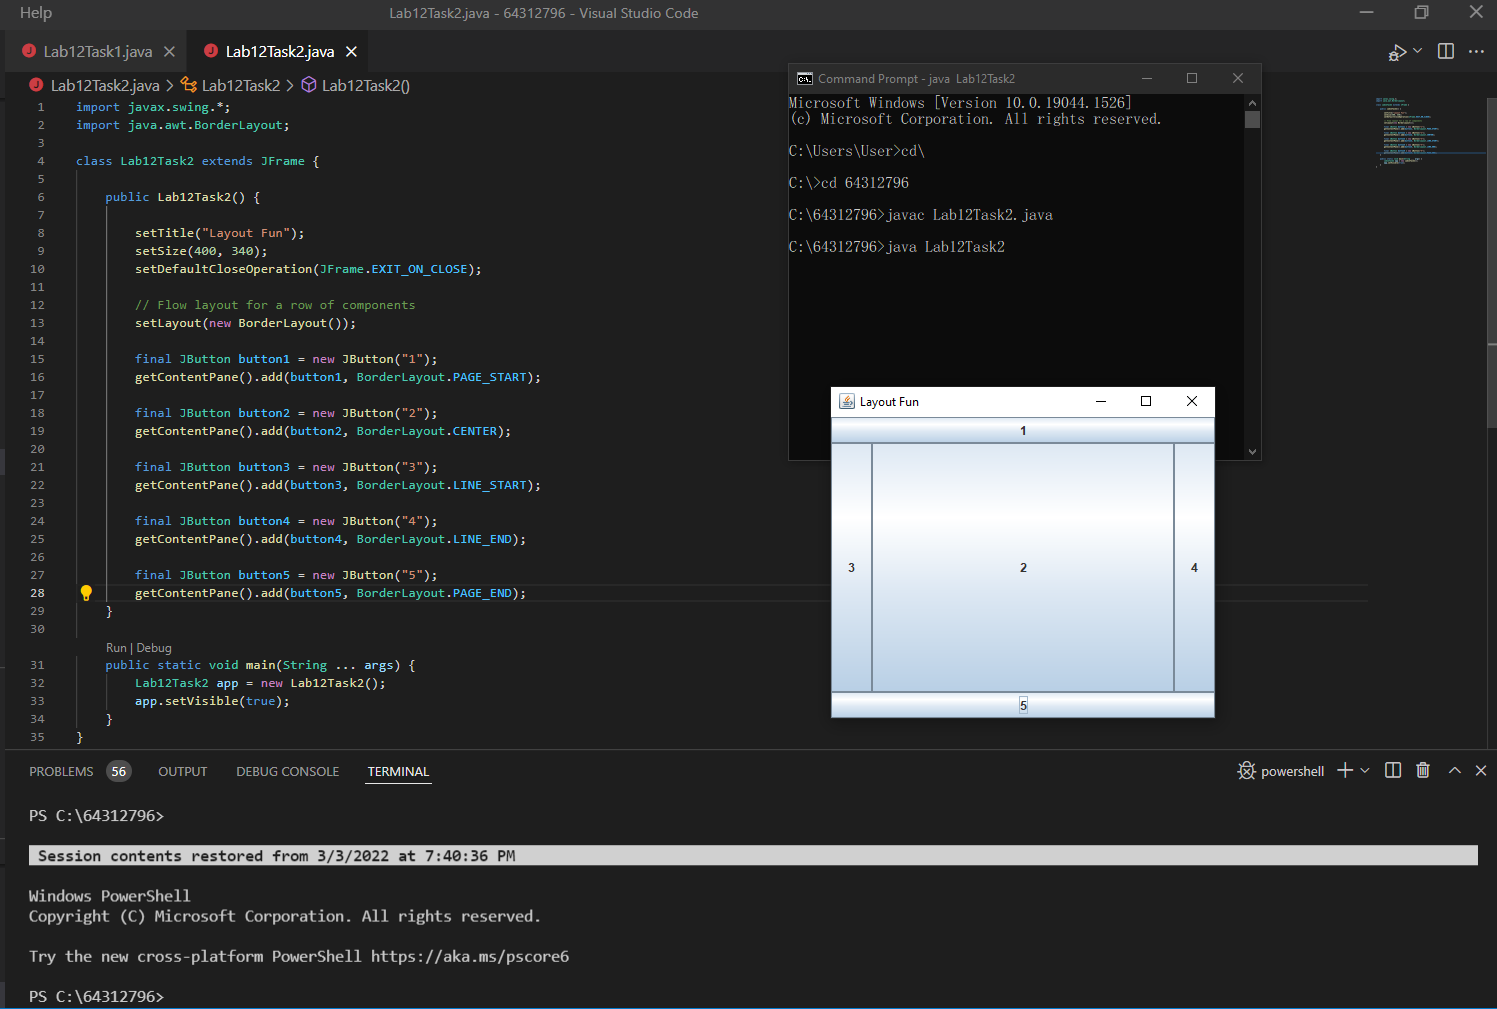 Help
Lab12Task2.java - 64312796 - Visual Studio Code
Lab12Task1.java
Lab12Task2.java
Lab12Task2.java > Lab12Task2 > Lab12Task2()
1 import javax.swing.*;
2 import java.awt.BorderLayout;
3
4 class Lab12Task2 extends JFrame {
5
6 public Lab12Task2() {
7
8 setTitle("Layout Fun");
9 setSize(400, 340);
10 setDefaultCloseOperation(JFrame.EXIT_ON_CLOSE);
11
12 // Flow layout for a row of components
13 setLayout(new BorderLayout());
14
15 final JButton button1 = new JButton("1");
16 getContentPane().add(button1, BorderLayout.PAGE_START);
17
18 final JButton button2 = new JButton("2");
19 getContentPane().add(button2, BorderLayout.CENTER);
20
21 final JButton button3 = new JButton("3");
22 getContentPane().add(button3, BorderLayout.LINE_START);
23
24 final JButton button4 = new JButton("4");
25 getContentPane().add(button4, BorderLayout.LINE_END);
26
27 final JButton button5 = new JButton("5");
28 getContentPane().add(button5, BorderLayout.PAGE_END);
29 }
30
Run | Debug
31 public static void main(String ... args) {
32 Lab12Task2 app = new Lab12Task2();
33 app.setVisible(true);
34 }
35 }
Command Prompt - java Lab12Task2
Microsoft Windows [Version 10.0.19044.1526]
(c) Microsoft Corporation. All rights reserved.
C:\Users\User>cd\
C:\>cd 64312796
C:\64312796>javac Lab12Task2.java
C:\64312796>java Lab12Task2
Layout Fun
1
3
2
4
5
PROBLEMS 56 OUTPUT DEBUG CONSOLE TERMINAL
powershell
PS C:\64312796>
Session contents restored from 3/3/2022 at 7:40:36 PM
Windows PowerShell
Copyright (C) Microsoft Corporation. All rights reserved.
Try the new cross-platform PowerShell https://aka.ms/pscore6
PS C:\64312796>